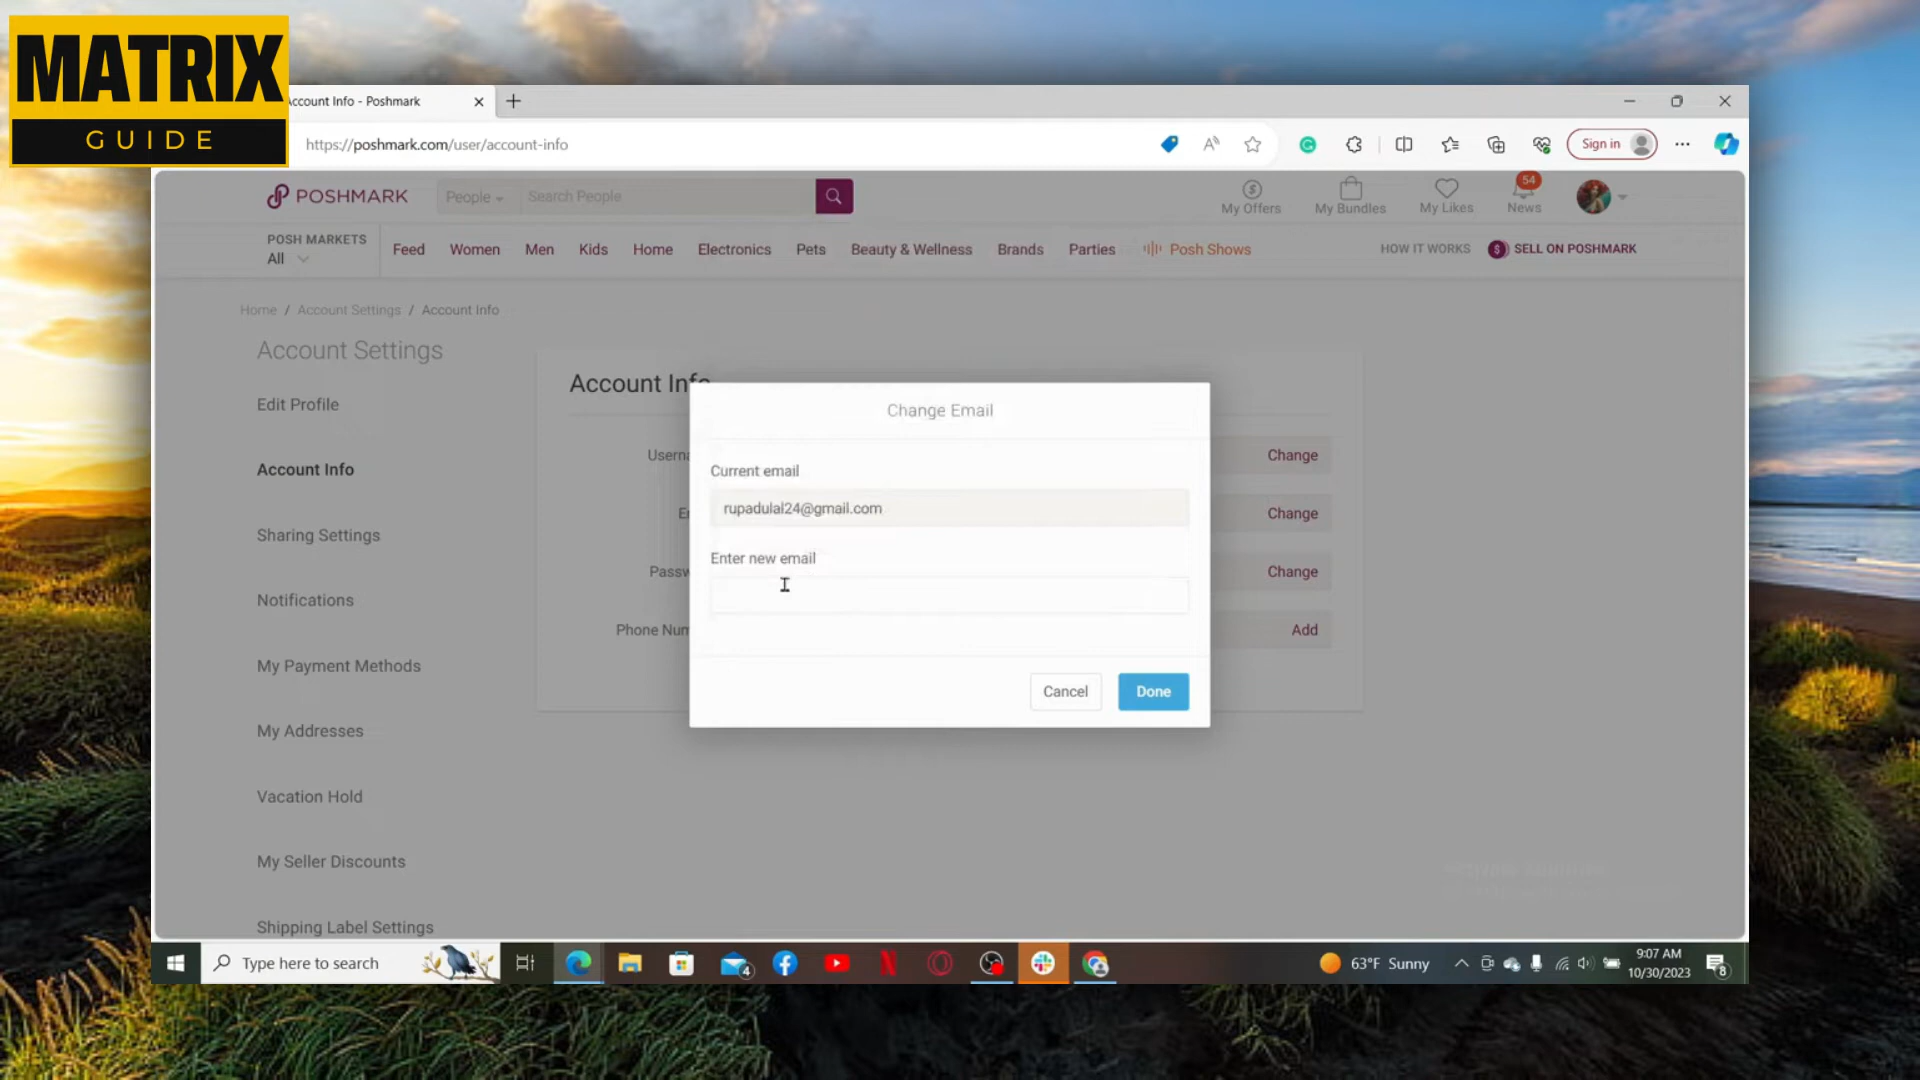 MATRIX
GUIDE
Account Info - Poshmark
https://poshmark.com/user/account-info
Sign in
POSHMARK
People
Search People
My Offers
My Bundles
My Likes
54
News
POSH MARKETS
All
Feed
Women
Men
Kids
Home
Electronics
Pets
Beauty & Wellness
Brands
Parties
Posh Shows
HOW IT WORKS
SELL ON POSHMARK
Home / Account Settings / Account Info
Account Settings
Edit Profile
Account Info
Sharing Settings
Notifications
My Payment Methods
My Addresses
Vacation Hold
My Seller Discounts
Shipping Label Settings
Account Info
Userna
Change
E
Change
Passw
Change
Phone Num
Add
Change Email
Current email
rupadulal24@gmail.com
Enter new email
Cancel
Done
Type here to search
4
63°F Sunny
9:07 AM
10/30/2023
8